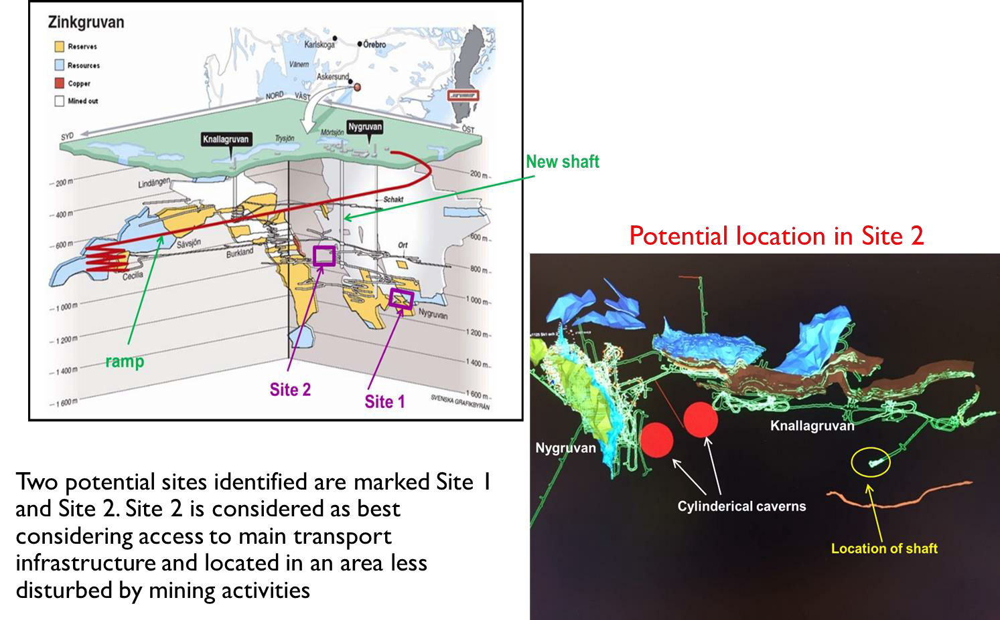 Zinkgruvan
Reserves
Resources
Copper
Mined out
Karlskoga
Örebro
Vänern
Askersund
NORD
VÄST
SYD
ÖST
Knallagruvan
Trysjön
Mörtsjön
Nygruvan
New shaft
200 m
400 m
600 m
1 000 m
1 200 m
1 400 m
1 600 m
Lindängen
Sävsjön
Cecilia
Burkland
Schakt
Ort
Nygruvan
200 m
600 m
800 m
1 000 m
1 200 m
1 400 m
1 600 m
ramp
Site 2
Site 1
SVENSKA GRAFIKBYRÅN
Potential location in Site 2
Nygruvan
Knallagruvan
Cylinderical caverns
Location of shaft
Two potential sites identified are marked Site 1
and Site 2. Site 2 is considered as best
considering access to main transport
infrastructure and located in an area less
disturbed by mining activities